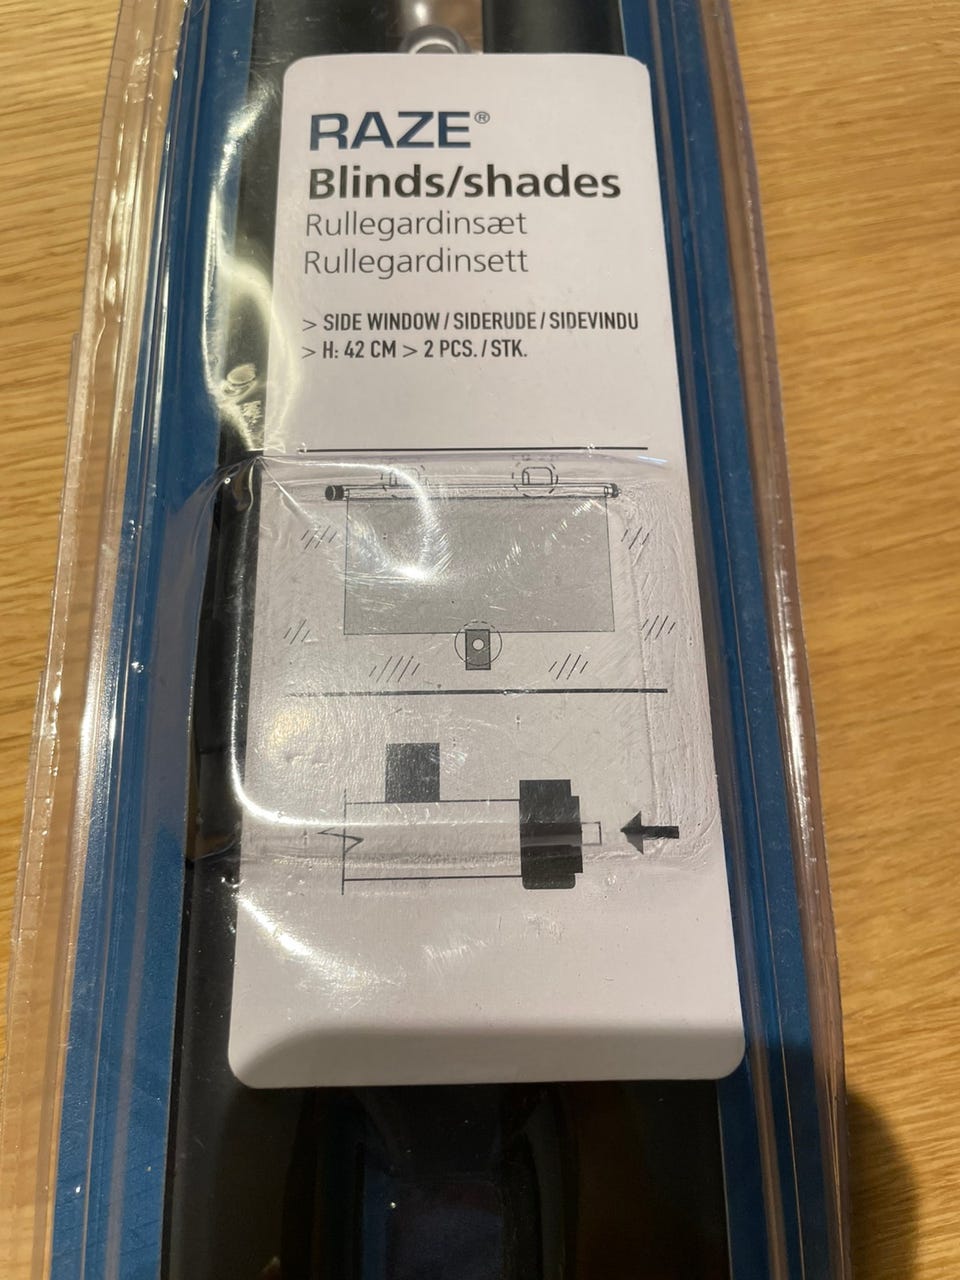 RAZE®
Blinds/shades
Rullegardinsæt
Rullegardinsett
> SIDE WINDOW / SIDERUDE / SIDEVINDU
> H: 42 CM > 2 PCS. / STK.